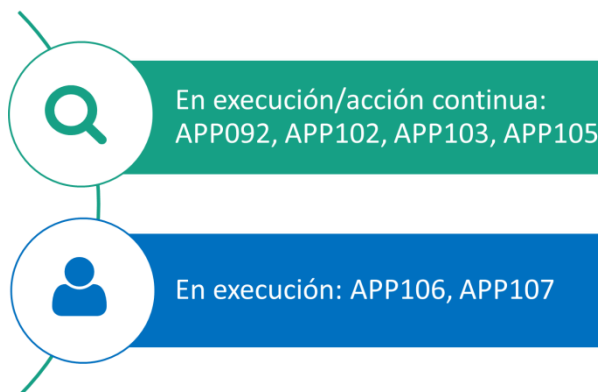 En execución/acción continua:
APP092, APP102, APP103, APP105
En execución: APP106, APP107